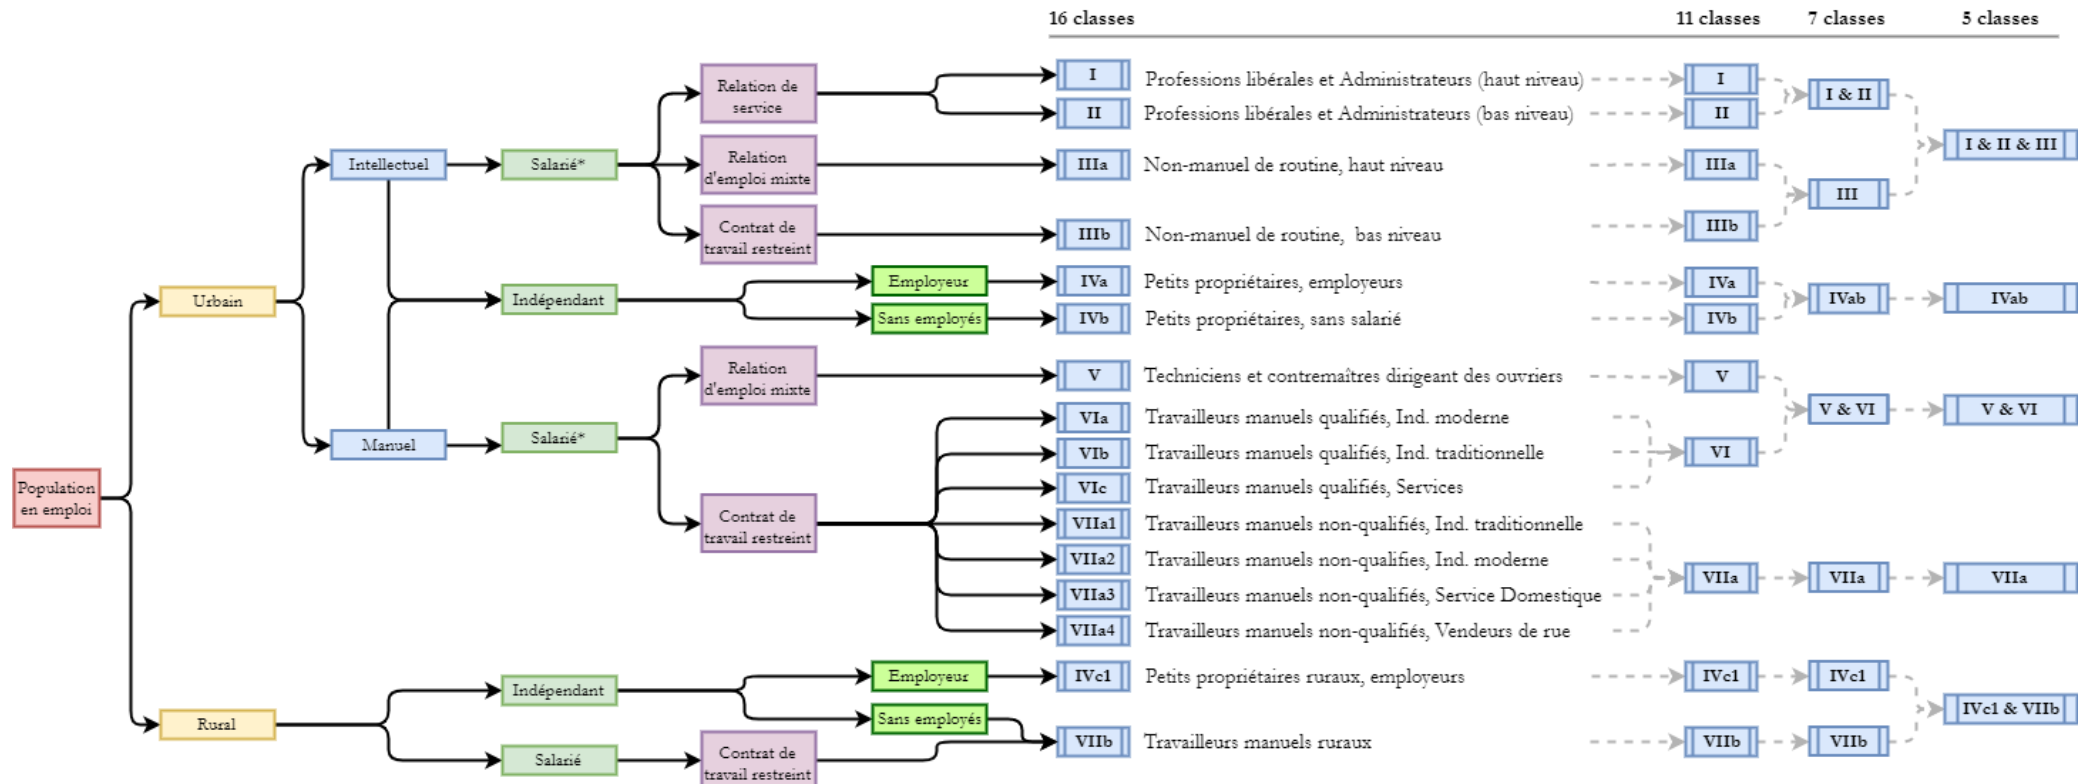 16 classes
11 classes
7 classes
5 classes
Relation de
service
I
Professions libérales et Administrateurs (haut niveau)
I
I & II
II
Professions libérales et Administrateurs (bas niveau)
II
I & II & III
Intellectuel
Salarié*
Relation
d'emploi mixte
IIIa
Non-manuel de routine, haut niveau
IIIa
III
Contrat de
travail restreint
IIIb
Non-manuel de routine, bas niveau
IIIb
Urbain
Indépendant
Employeur
IVa
Petits propriétaires, employeurs
IVa
IVab
IVab
Sans employés
IVb
Petits propriétaires, sans salarié
IVb
Relation
d'emploi mixte
V
Techniciens et contremaîtres dirigeant des ouvriers
V
V & VI
V & VI
Manuel
Salarié*
VIa
Travailleurs manuels qualifiés, Ind. moderne
VIb
Travailleurs manuels qualifiés, Ind. traditionnelle
VI
VIc
Travailleurs manuels qualifiés, Services
Population
en emploi
Contrat de
travail restreint
VIIa1
Travailleurs manuels non-qualifiés, Ind. traditionnelle
VIIa2
Travailleurs manuels non-qualifies, Ind. moderne
VIIa
VIIa
VIIa
VIIa3
Travailleurs manuels non-qualifiés, Service Domestique
VIIa4
Travailleurs manuels non-qualifiés, Vendeurs de rue
Rural
Indépendant
Employeur
IVc1
Petits propriétaires ruraux, employeurs
IVc1
IVc1
IVc1 & VIIb
Sans employés
VIIb
Travailleurs manuels ruraux
VIIb
VIIb
Salarié
Contrat de
travail restreint